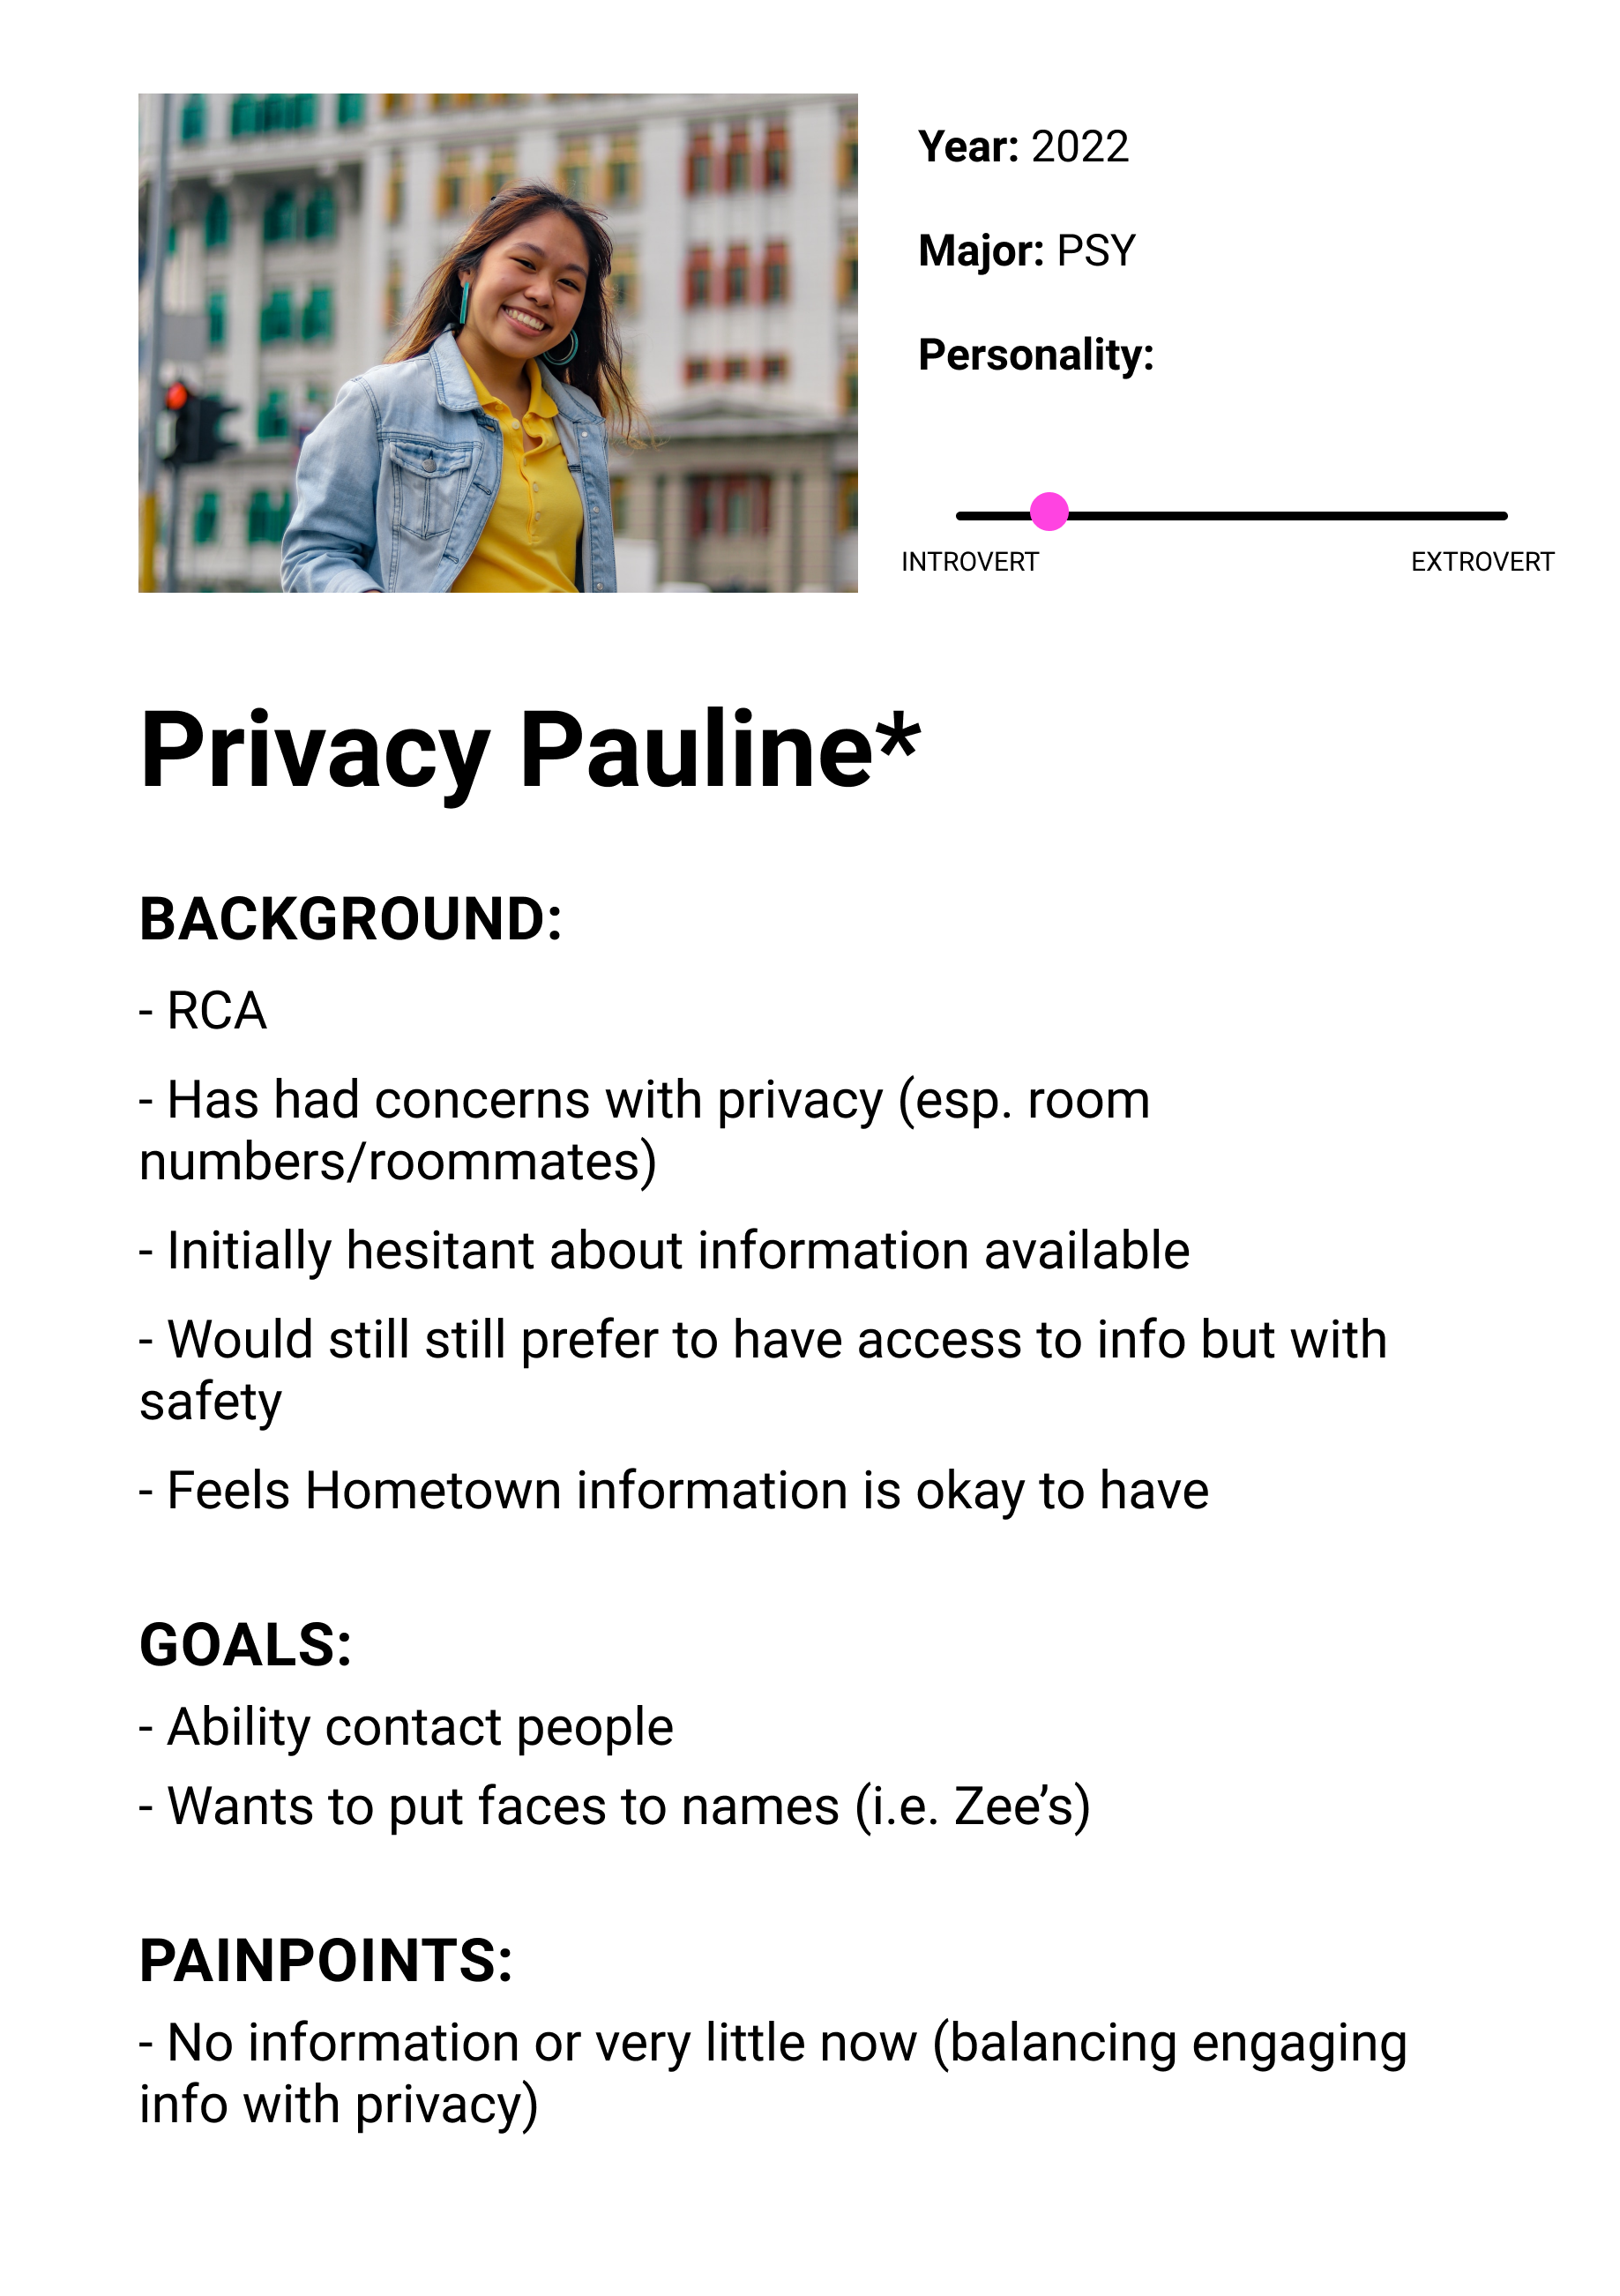 Year: 2022
Major: PSY
Personality:
INTROVERT
EXTROVERT
Privacy Pauline*
BACKGROUND:
- RCA
- Has had concerns with privacy (esp. room
numbers/roommates)
- Initially hesitant about information available
- Would still still prefer to have access to info but with
safety
- Feels Hometown information is okay to have
GOALS:
- Ability contact people
- Wants to put faces to names (i.e. Zee’s)
PAINPOINTS:
- No information or very little now (balancing engaging
info with privacy)